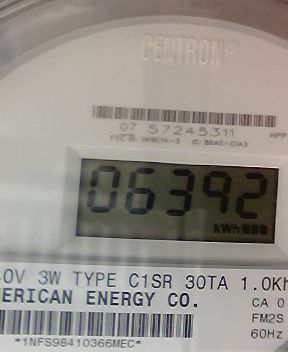 CENTRON®
07 57245311
06392
kWh
0V 3W TYPE C1SR 30TA 1.0Kh
ERICAN ENERGY CO.
CA 0
FM2S
60Hz
*1NFS98410366MEC*